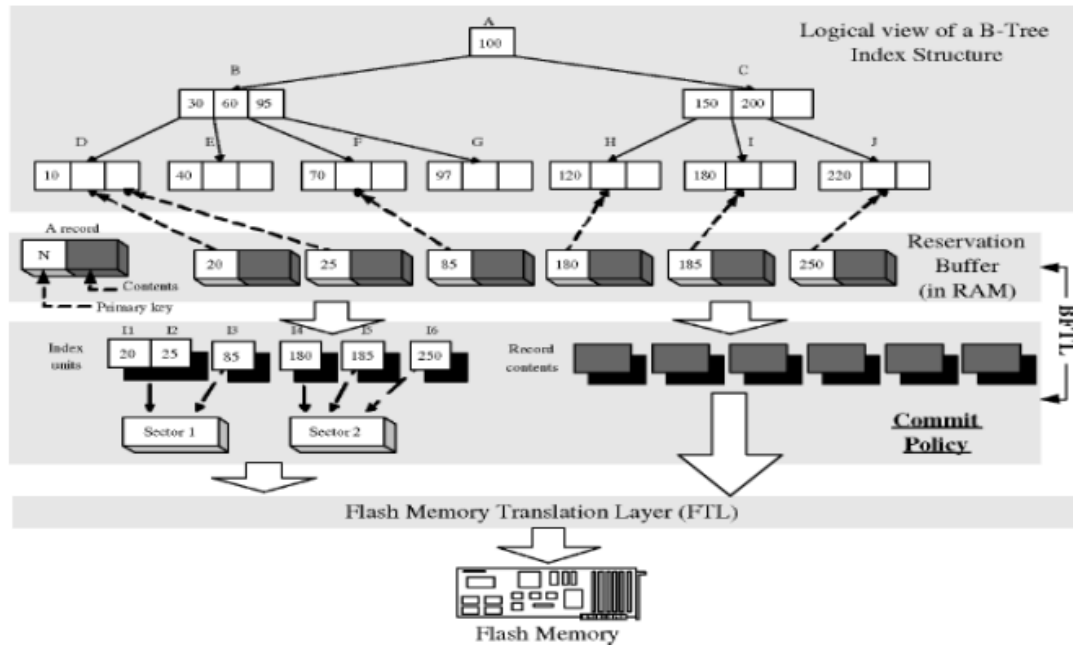 A
100
Logical view of a B-Tree
Index Structure
B
C
30 60 95
150 200
D E F G H I J
10 40 70 97 120 180 220
A record
N
Contents
Primary key
20 25 85 180 185 250
Reservation
Buffer
(in RAM)
BFTL
I1 I2 I3 I4 I5 I6
Index
units
20 25 85 180 185 250
Record
contents
Sector 1 Sector 2
Commit
Policy
Flash Memory Translation Layer (FTL)
Flash Memory